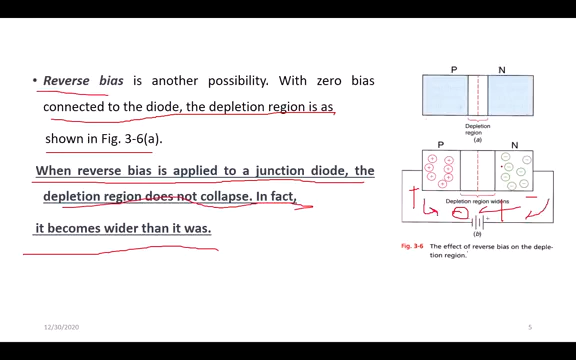 • Reverse bias is another possibility. With zero bias
connected to the diode, the depletion region is as
shown in Fig. 3-6(a).
When reverse bias is applied to a junction diode, the
depletion region does not collapse. In fact,
it becomes wider than it was.
P N
Depletion
region
(a)
P N
Depletion region widens
+ −
− +
(b)
Fig. 3-6 The effect of reverse bias on the deple-
tion region.
12/30/2020
5